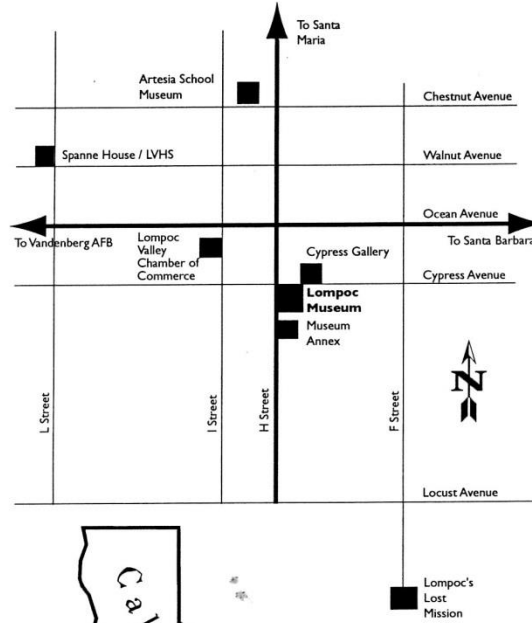 To Santa
Maria
Artesia School
Museum
Chestnut Avenue
Spanne House / LVHS
Walnut Avenue
Ocean Avenue
To Vandenberg AFB
Lompoc
Valley
Chamber of
Commerce
To Santa Barbara
Cypress Gallery
Cypress Avenue
Lompoc
Museum
Museum
Annex
N
L Street
I Street
H Street
F Street
Locust Avenue
Cal
Lompoc's
Lost
Mission